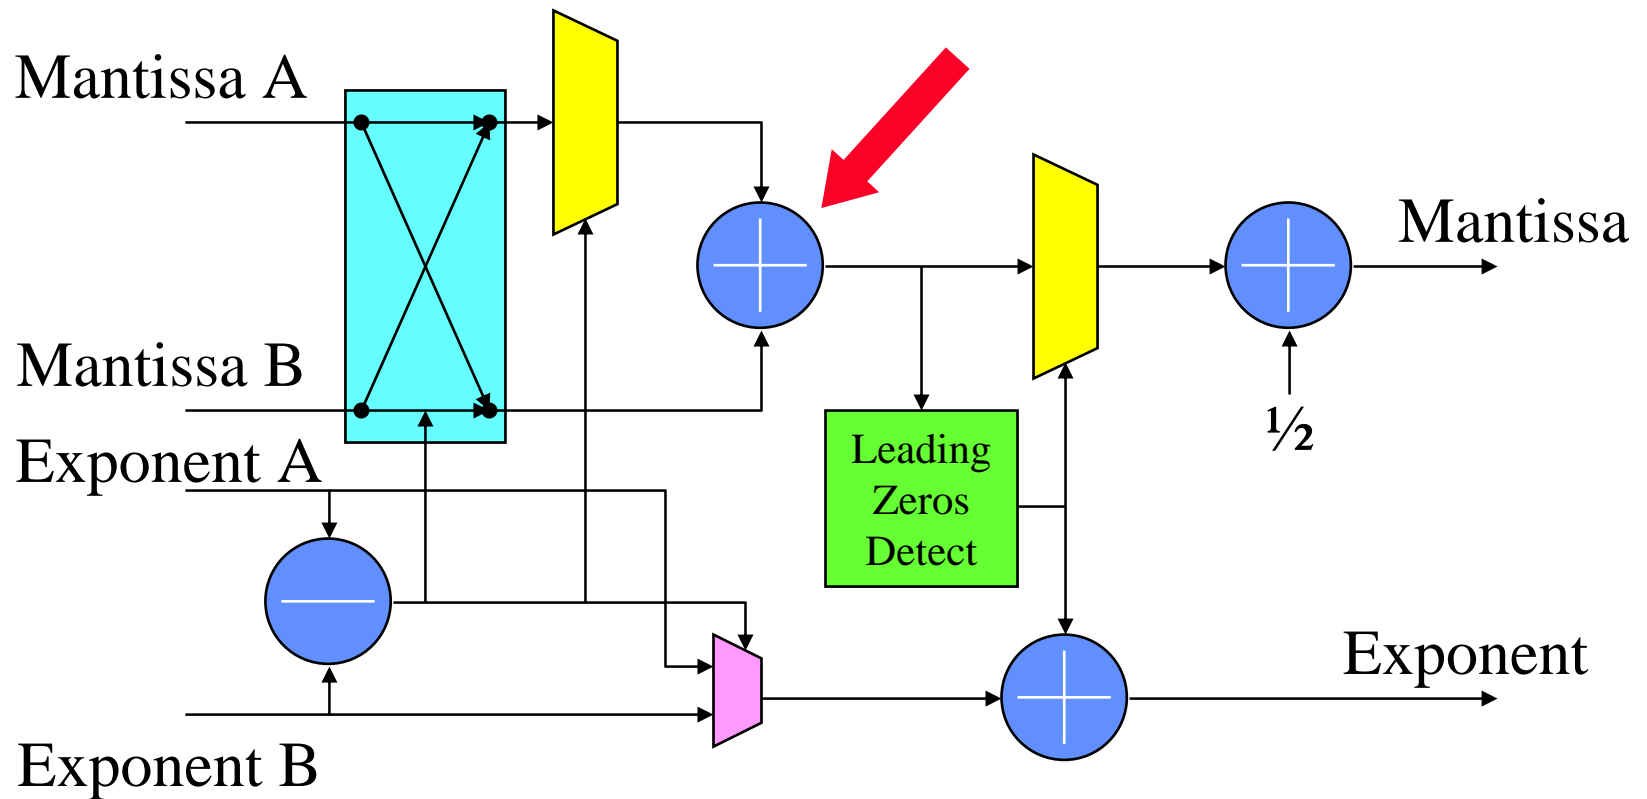 Mantissa A
Mantissa B
Exponent A
Exponent B
Leading
Zeros
Detect
Mantissa
½
Exponent